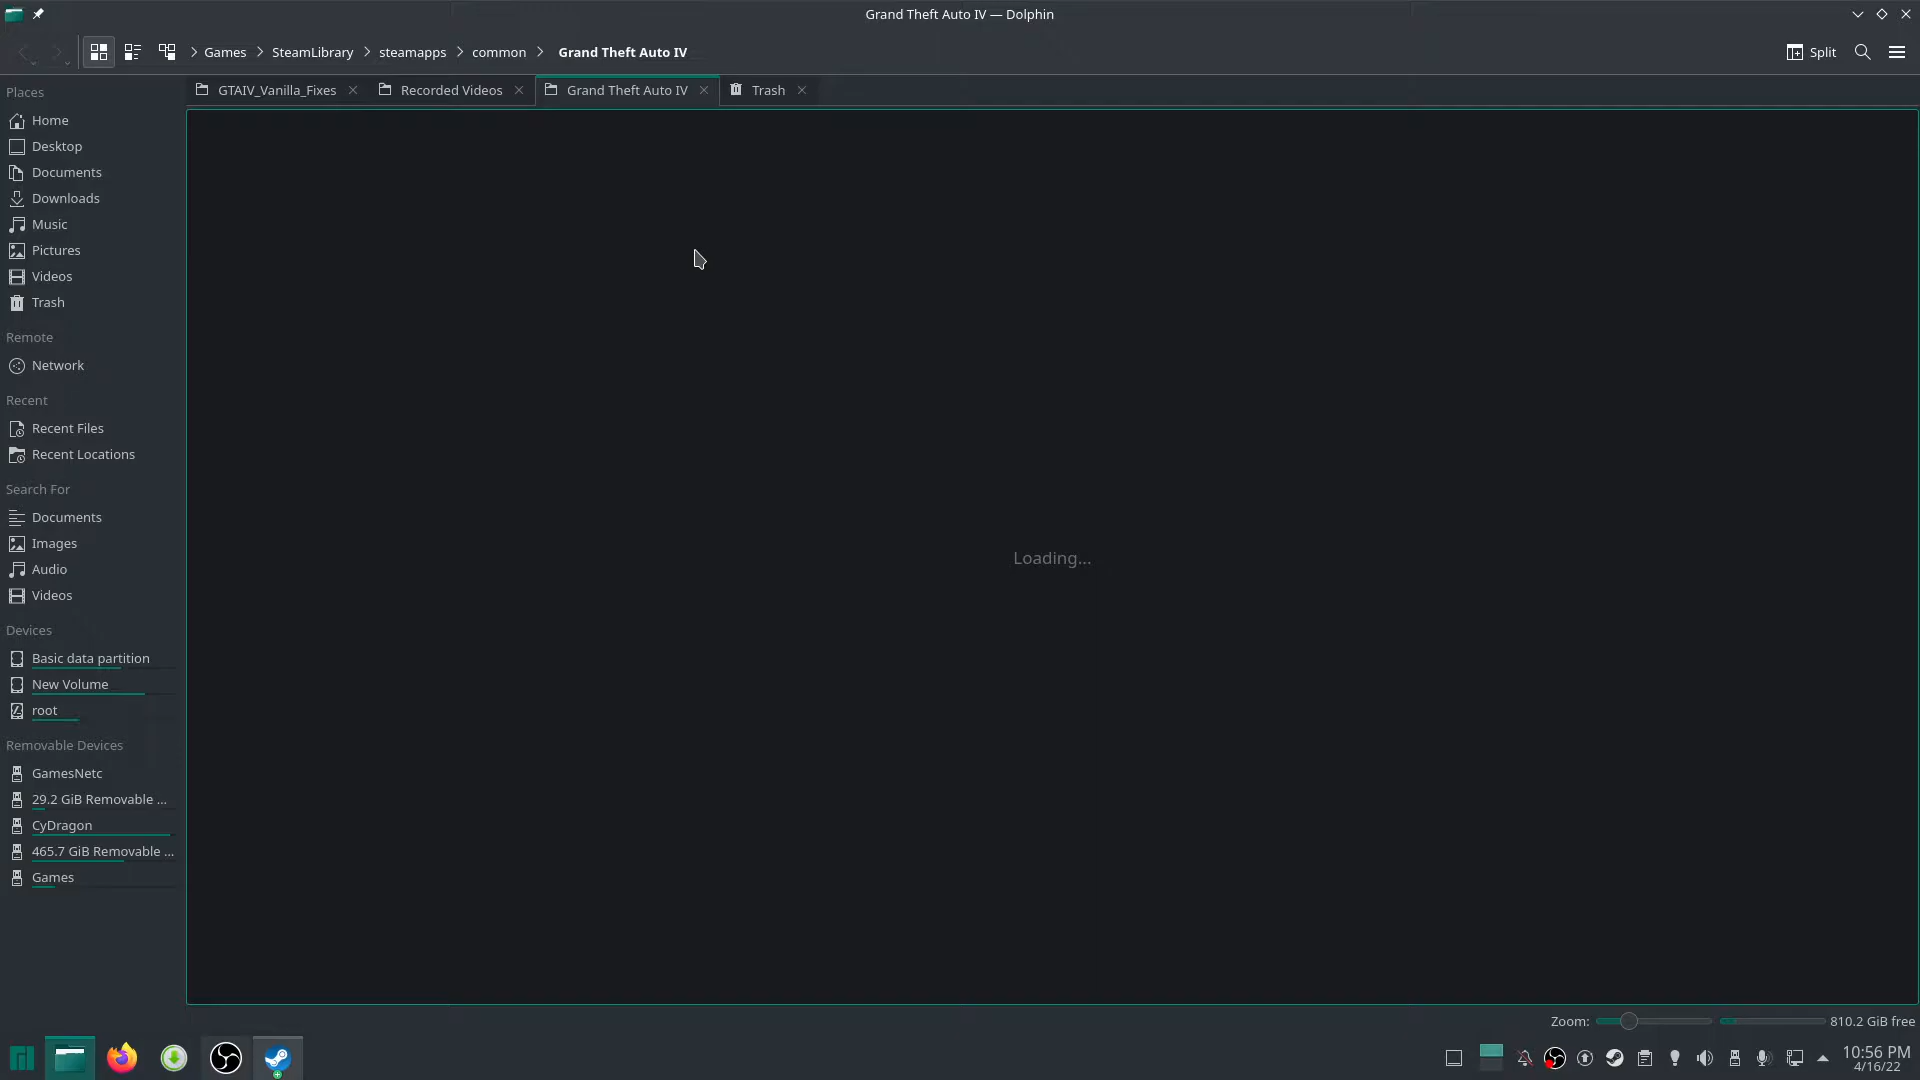 Grand Theft Auto IV — Dolphin
Games
SteamLibrary
steamapps
common
Grand Theft Auto IV
Split
GTAIV_Vanilla_Fixes
Recorded Videos
Grand Theft Auto IV
Trash
Places
Home
Desktop
Documents
Downloads
Music
Pictures
Videos
Trash
Remote
Network
Recent
Recent Files
Recent Locations
Search For
Documents
Images
Audio
Videos
Devices
Basic data partition
New Volume
root
Removable Devices
GamesNetc
29.2 GiB Removable ...
CyDragon
465.7 GiB Removable ...
Games
Loading...
Zoom:
810.2 GiB free
10:56 PM
4/16/22